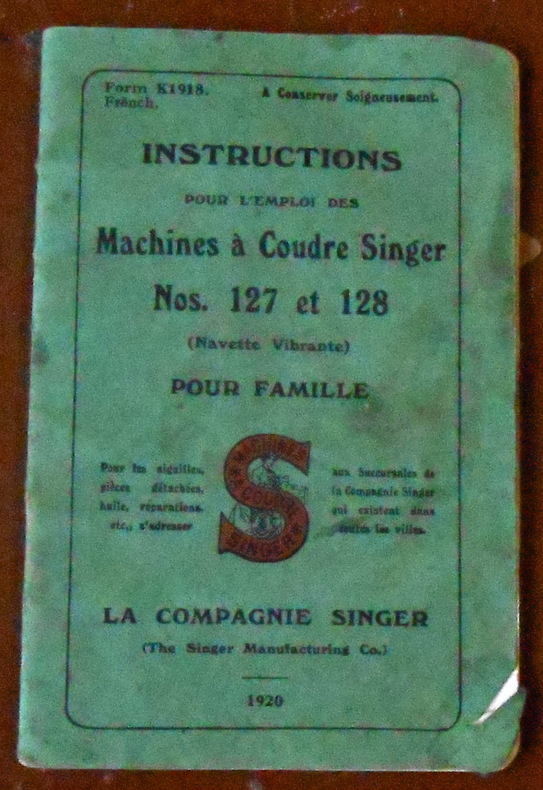 Form K1918.
French.
A Conserver Soigneusement.
INSTRUCTIONS
POUR L'EMPLOI DES
Machines à Coudre Singer
Nos. 127 et 128
(Navette Vibrante)
POUR FAMILLE
Pour les aiguilles,
pièces détachées,
huile, réparations,
etc., s'adresser
MACHINES
A COUDRE
SINGER
aux Succursales de
la Compagnie Singer
qui existent dans
toutes les villes.
LA COMPAGNIE SINGER
(The Singer Manufacturing Co.)
1920